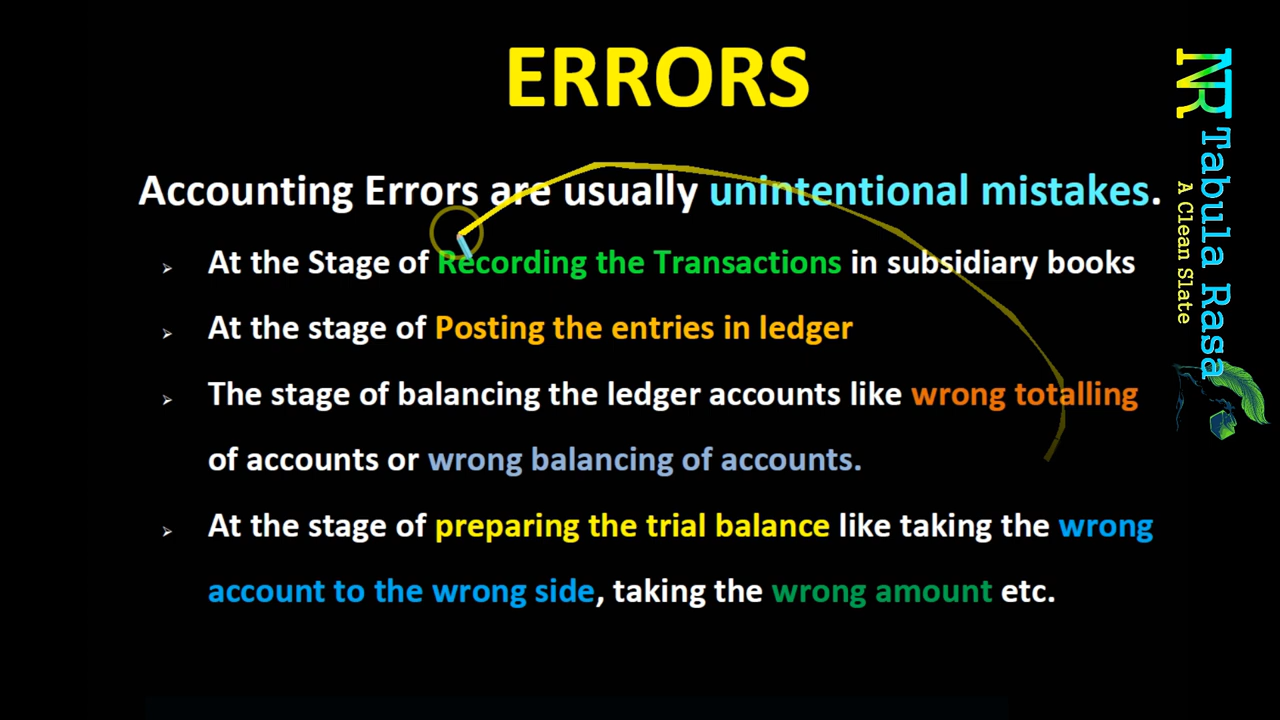 ERRORS
Accounting Errors are usually unintentional mistakes.
➢ At the Stage of Recording the Transactions in subsidiary books
➢ At the stage of Posting the entries in ledger
➢ The stage of balancing the ledger accounts like wrong totalling
of accounts or wrong balancing of accounts.
➢ At the stage of preparing the trial balance like taking the wrong
account to the wrong side, taking the wrong amount etc.
NR
Tabula Rasa
A Clean Slate